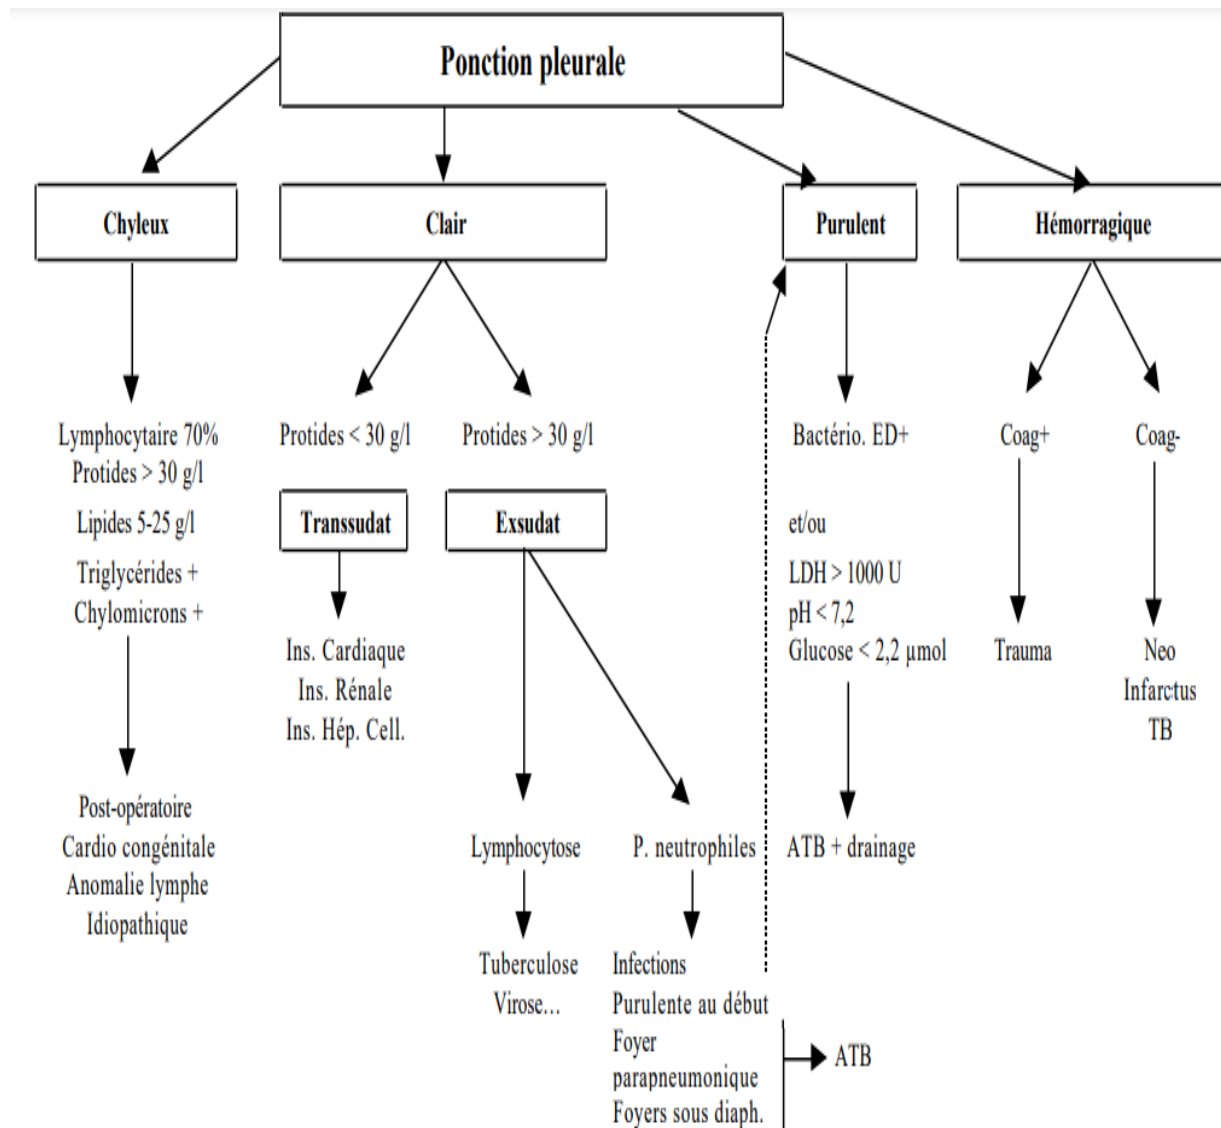 Ponction pleurale
Chyleux
Clair
Purulent
Hémorragique
Lymphocytaire 70%
Protides > 30 g/l
Lipides 5-25 g/l
Triglycérides +
Chylomicrons +
Post-opératoire
Cardio congénitale
Anomalie lymphe
Idiopathique
Protides < 30 g/l
Protides > 30 g/l
Transsudat
Exsudat
Ins. Cardiaque
Ins. Rénale
Ins. Hép. Cell.
Lymphocytose
P. neutrophiles
Tuberculose
Virose...
Infections
Purulente au début
Foyer
parapneumonique
Foyers sous diaph.
ATB
Bactério. ED+
et/ou
LDH > 1000 U
pH < 7,2
Glucose < 2,2 µmol
ATB + drainage
Coag+
Coag-
Trauma
Neo
Infarctus
TB